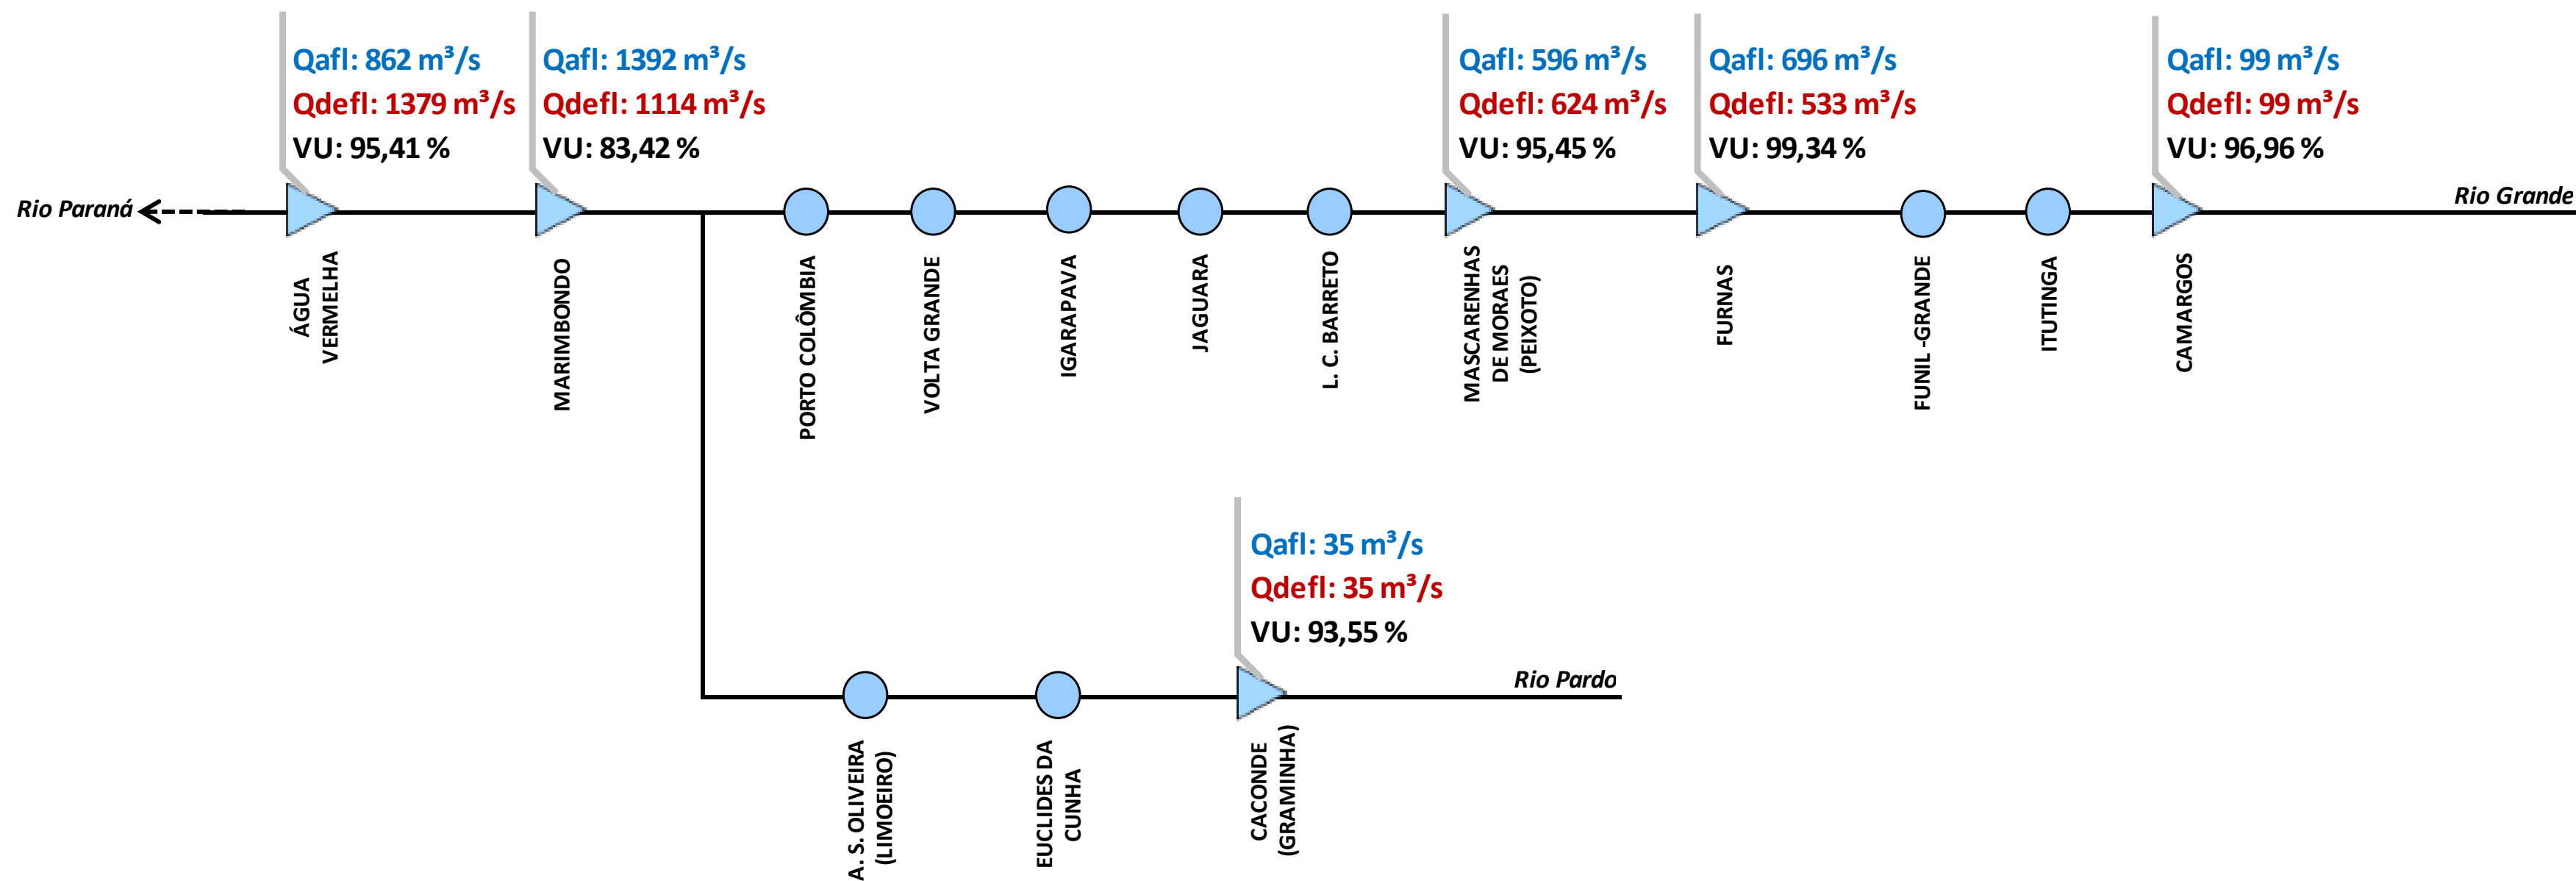 Qafl: 862 m³/s
Qdefl: 1379 m³/s
VU: 95,41 %
Qafl: 1392 m³/s
Qdefl: 1114 m³/s
VU: 83,42 %
Qafl: 596 m³/s
Qdefl: 624 m³/s
VU: 95,45 %
Qafl: 696 m³/s
Qdefl: 533 m³/s
VU: 99,34 %
Qafl: 99 m³/s
Qdefl: 99 m³/s
VU: 96,96 %
Rio Paraná
Rio Grande
ÁGUA
VERMELHA
MARIMBONDO
PORTO COLÔMBIA
VOLTA GRANDE
IGARAPAVA
JAGUARA
L. C. BARRETO
MASCARENHAS
DE MORAES
(PEIXOTO)
FURNAS
FUNIL -GRANDE
ITUTINGA
CAMARGOS
Qafl: 35 m³/s
Qdefl: 35 m³/s
VU: 93,55 %
Rio Pardo
A. S. OLIVEIRA
(LIMOEIRO)
EUCLIDES DA
CUNHA
CACONDE
(GRAMINHA)